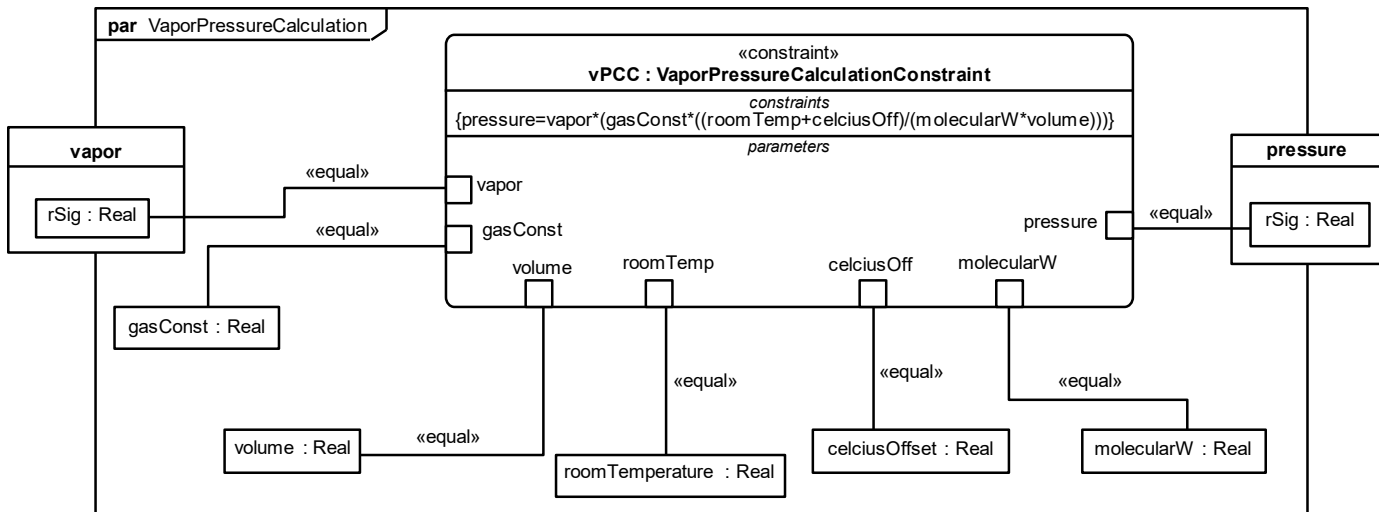 par VaporPressureCalculation
«constraint»
vPCC : VaporPressureCalculationConstraint
constraints
{pressure=vapor*(gasConst*((roomTemp+celciusOff)/(molecularW*volume)))}
parameters
vapor
rSig : Real
«equal»
vapor
«equal»
gasConst
gasConst : Real
volume
roomTemp
celciusOff
molecularW
pressure
«equal»
pressure
rSig : Real
«equal»
«equal»
«equal»
«equal»
volume : Real
roomTemperature : Real
celciusOffset : Real
molecularW : Real